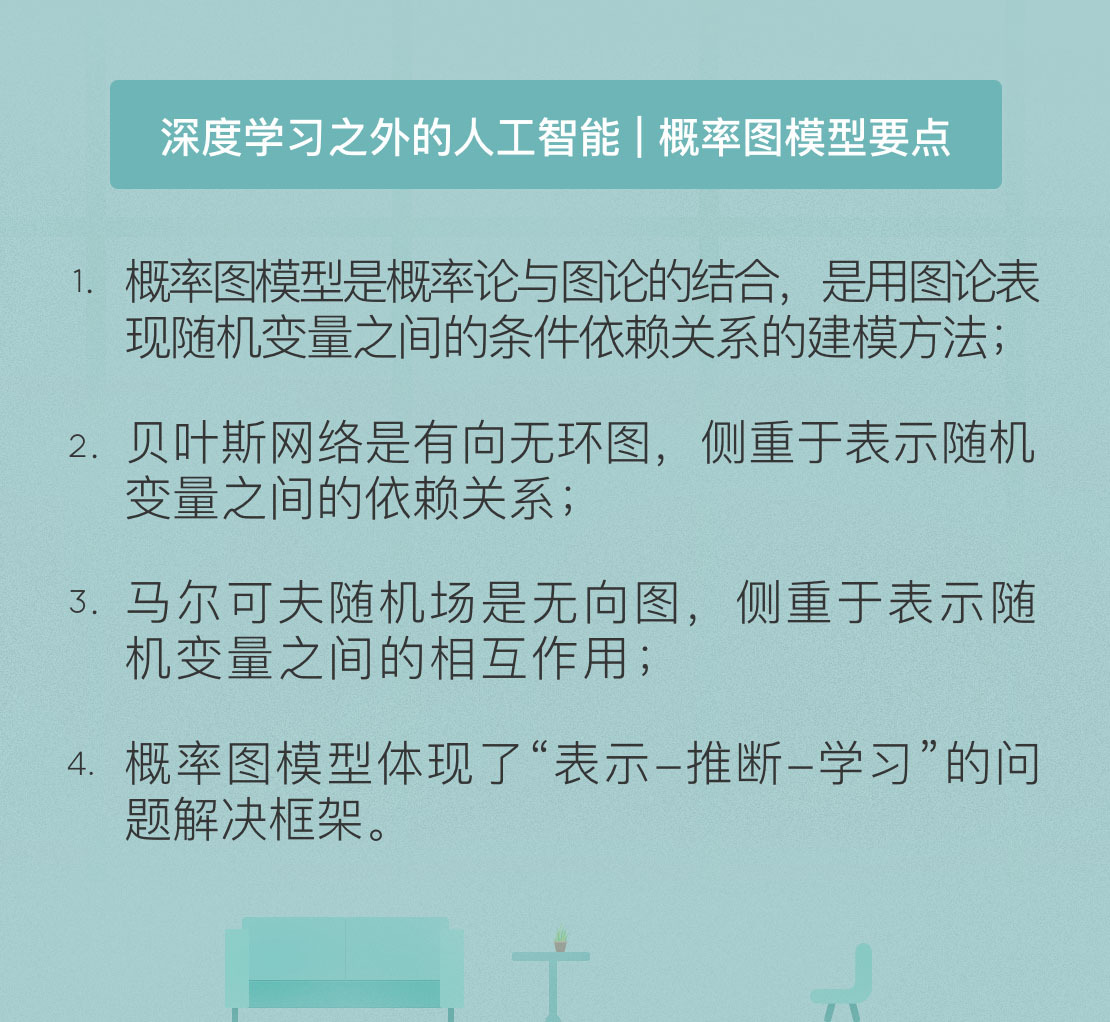 深度学习之外的人工智能 | 概率图模型要点
1. 概率图模型是概率论与图论的结合，是用图论表
现随机变量之间的条件依赖关系的建模方法；
2. 贝叶斯网络是有向无环图，侧重于表示随机
变量之间的依赖关系；
3. 马尔可夫随机场是无向图，侧重于表示随
机变量之间的相互作用；
4. 概率图模型体现了“表示–推断–学习”的问
题解决框架。